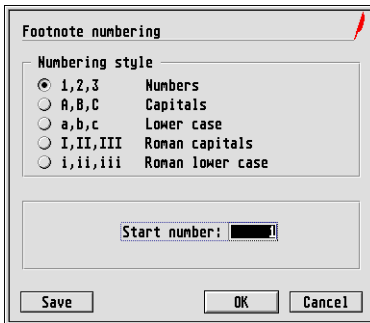 Footnote numbering
Numbering style
1,2,3 Numbers
A,B,C Capitals
a,b,c Lower case
I,II,III Roman capitals
i,ii,iii Roman lower case
Start number: 1
Save OK Cancel